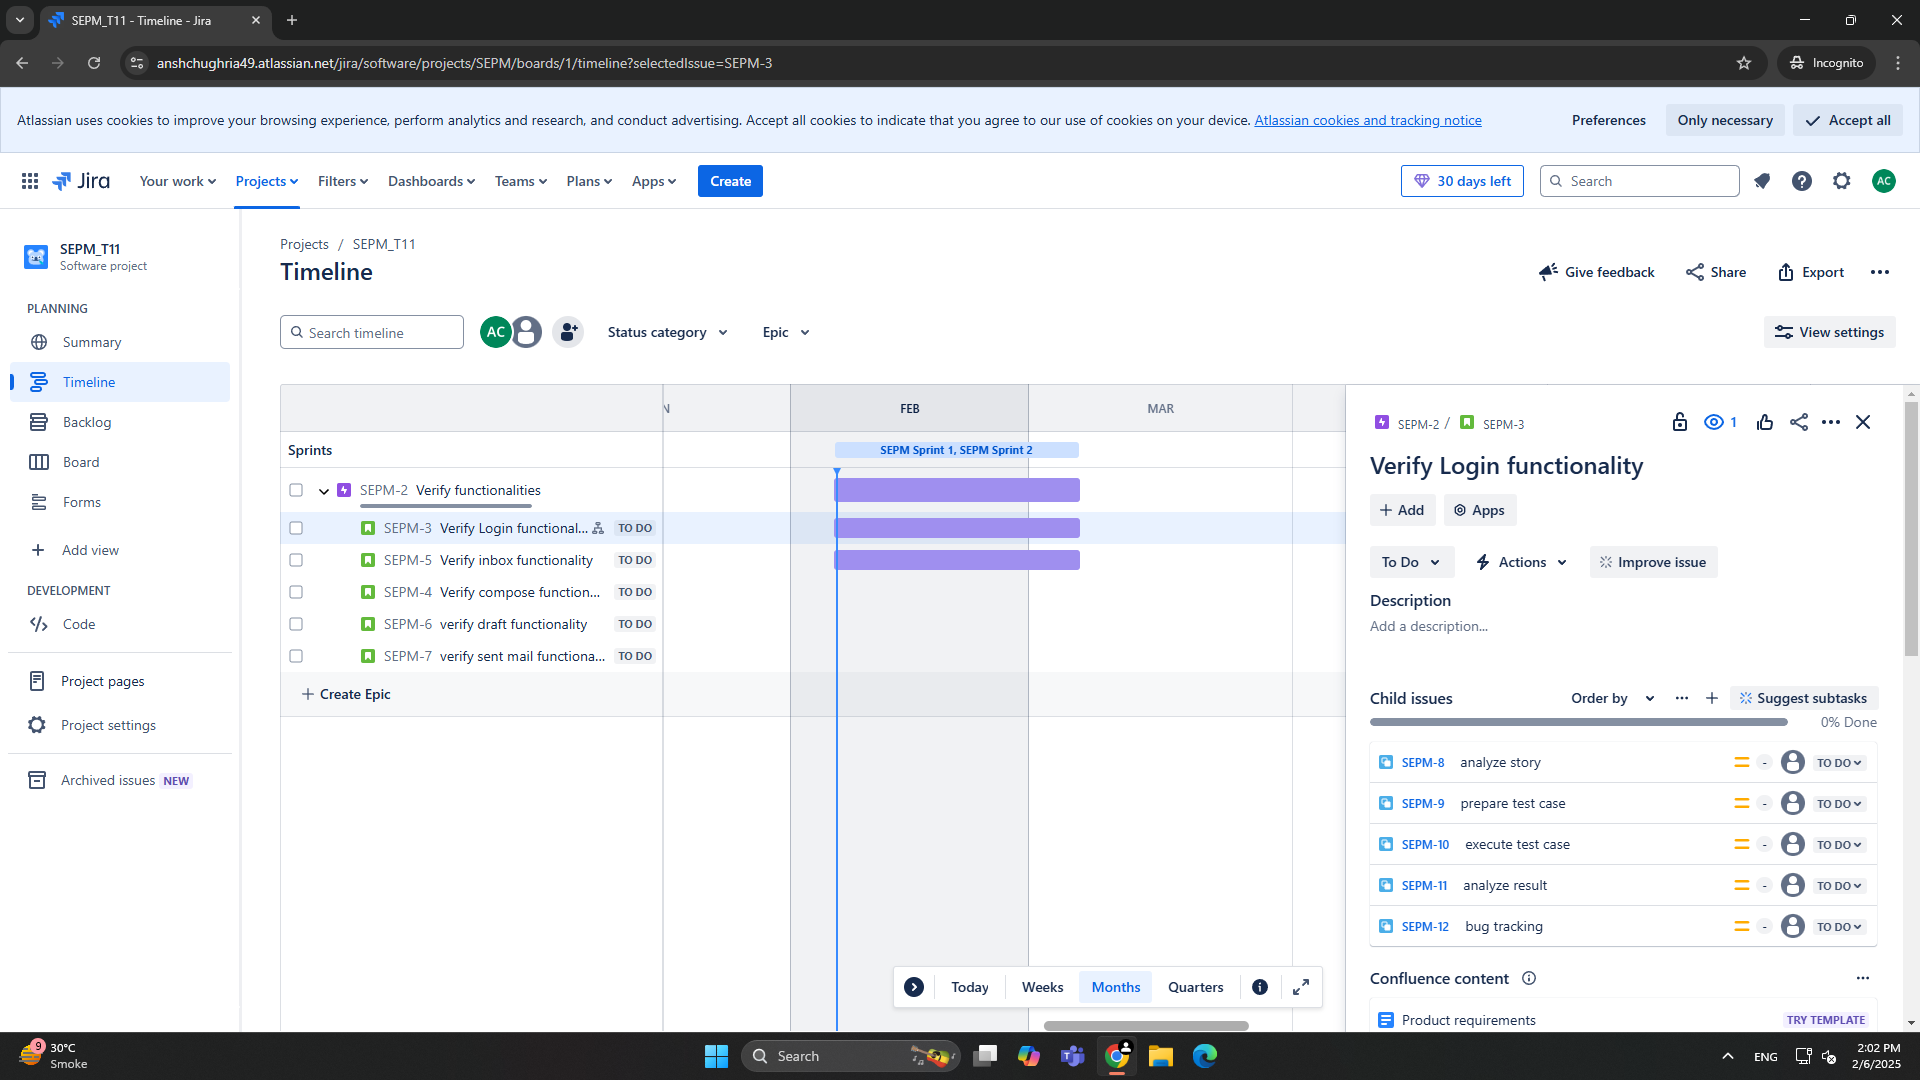 SEPM_T11 - Timeline - Jira
anshchughria49.atlassian.net/jira/software/projects/SEPM/boards/1/timeline?selectedIssue=SEPM-3
Incognito
Atlassian uses cookies to improve your browsing experience, perform analytics and research, and conduct advertising. Accept all cookies to indicate that you agree to our use of cookies on your device. Atlassian cookies and tracking notice
Preferences
Only necessary
Accept all
Jira
Your work
Projects
Filters
Dashboards
Teams
Plans
Apps
Create
30 days left
Search
AC
SEPM_T11
Software project
PLANNING
Summary
Timeline
Backlog
Board
Forms
Add view
DEVELOPMENT
Code
Project pages
Project settings
Archived issues NEW
Projects / SEPM_T11
Timeline
Give feedback
Share
Export
Search timeline
AC
Status category
Epic
View settings
N
FEB
MAR
Sprints
SEPM Sprint 1, SEPM Sprint 2
SEPM-2 Verify functionalities
SEPM-3 Verify Login functional... TO DO
SEPM-5 Verify inbox functionality TO DO
SEPM-4 Verify compose function... TO DO
SEPM-6 verify draft functionality TO DO
SEPM-7 verify sent mail functiona... TO DO
+ Create Epic
Today
Weeks
Months
Quarters
SEPM-2 / SEPM-3
1
Verify Login functionality
+ Add
Apps
To Do
Actions
Improve issue
Description
Add a description...
Child issues
Order by
Suggest subtasks
0% Done
SEPM-8 analyze story - TO DO
SEPM-9 prepare test case - TO DO
SEPM-10 execute test case - TO DO
SEPM-11 analyze result - TO DO
SEPM-12 bug tracking - TO DO
Confluence content
Product requirements TRY TEMPLATE
9
30°C
Smoke
Search
ENG
2:02 PM
2/6/2025